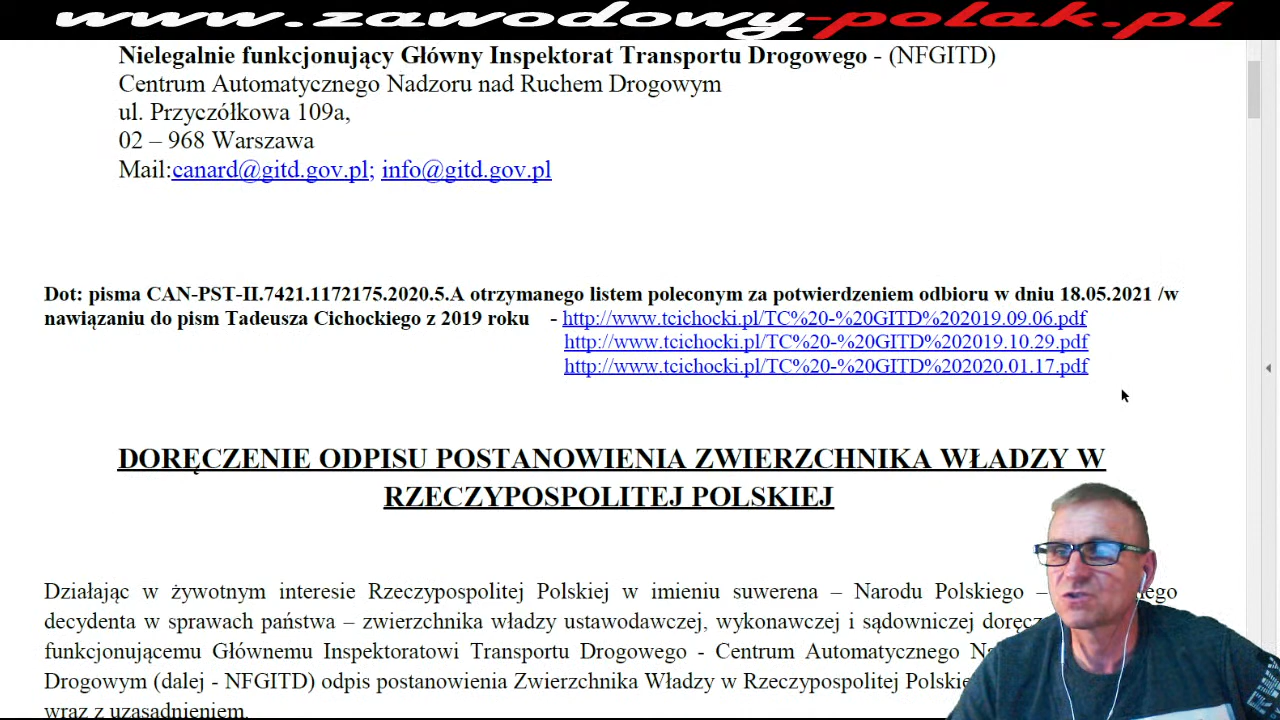 www.zawodowy-polak.pl
Nielegalnie funkcjonujący Główny Inspektorat Transportu Drogowego - (NFGITD)
Centrum Automatycznego Nadzoru nad Ruchem Drogowym
ul. Przyczółkowa 109a,
02 – 968 Warszawa
Mail:canard@gitd.gov.pl; info@gitd.gov.pl
Dot: pisma CAN-PST-II.7421.1172175.2020.5.A otrzymanego listem poleconym za potwierdzeniem odbioru w dniu 18.05.2021 /w
nawiązaniu do pism Tadeusza Cichockiego z 2019 roku - http://www.tcichocki.pl/TC%20-%20GITD%202019.09.06.pdf
http://www.tcichocki.pl/TC%20-%20GITD%202019.10.29.pdf
http://www.tcichocki.pl/TC%20-%20GITD%202020.01.17.pdf
DORĘCZENIE ODPISU POSTANOWIENIA ZWIERZCHNIKA WŁADZY W
RZECZYPOSPOLITEJ POLSKIEJ
Działając w żywotnym interesie Rzeczypospolitej Polskiej w imieniu suwerena – Narodu Polskiego –
decydenta w sprawach państwa – zwierzchnika władzy ustawodawczej, wykonawczej i sądowniczej
funkcjonującemu Głównemu Inspektoratowi Transportu Drogowego - Centrum Automatycznego
Drogowym (dalej - NFGITD) odpis postanowienia Zwierzchnika Władzy w Rzeczypospolitej
wraz z uzasadnieniem.